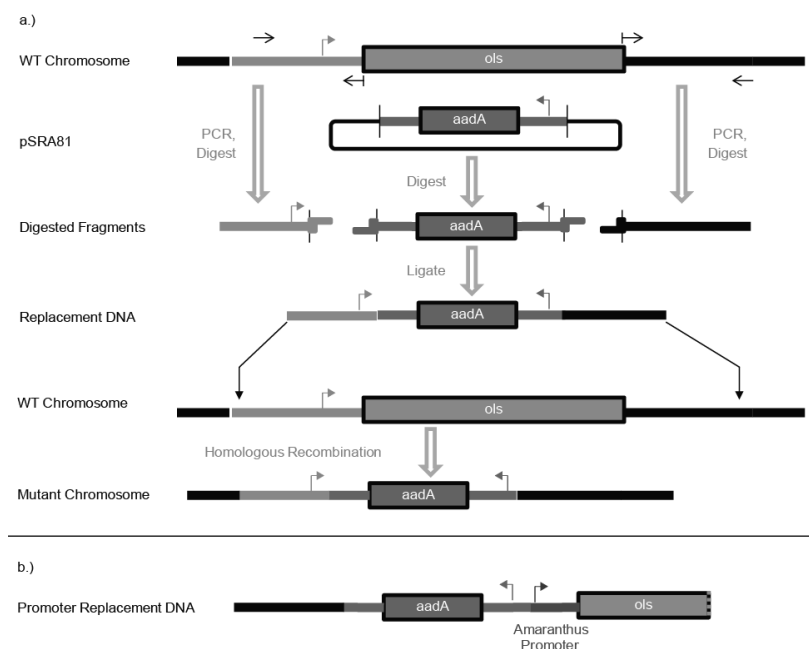 a.)
WT Chromosome
ols
pSRA81
aadA
PCR,
Digest
PCR,
Digest
Digest
Digested Fragments
aadA
Ligate
Replacement DNA
aadA
WT Chromosome
ols
Homologous Recombination
Mutant Chromosome
aadA
b.)
Promoter Replacement DNA
aadA
ols
Amaranthus
Promoter